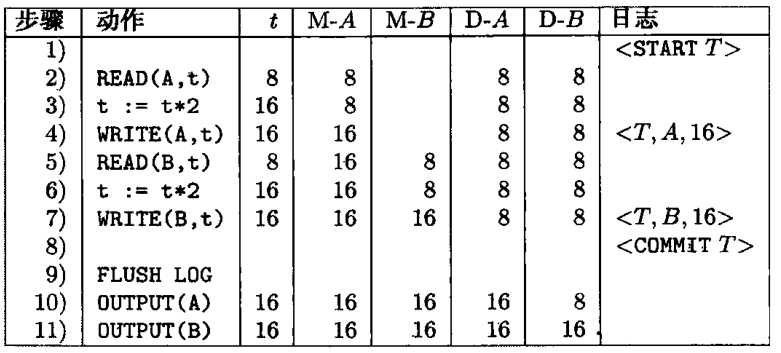 步骤 动作 t M-A M-B D-A D-B 日志
1) <START T>
2) READ(A,t) 8 8 8 8
3) t := t*2 16 8 8 8
4) WRITE(A,t) 16 16 8 8 <T, A, 16>
5) READ(B,t) 8 16 8 8 8
6) t := t*2 16 16 8 8 8
7) WRITE(B,t) 16 16 16 8 8 <T, B, 16>
8) <COMMIT T>
9) FLUSH LOG
10) OUTPUT(A) 16 16 16 16 8
11) OUTPUT(B) 16 16 16 16 16